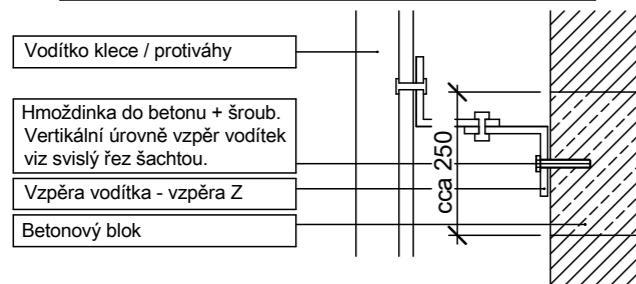 Vodítko klece / protiváhy
Hmoždinka do betonu + šroub.
Vertikální úrovně vzpěr vodítek
viz svislý řez šachtou.
Vzpěra vodítka - vzpěra Z
Betonový blok
cca 250